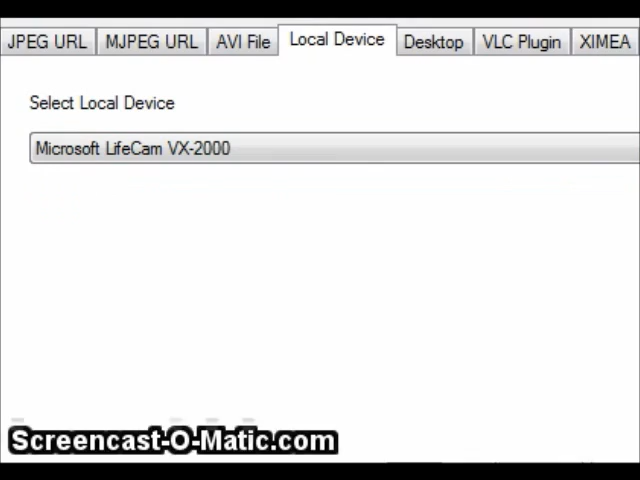 JPEG URL MJPEG URL AVI File Local Device Desktop VLC Plugin XIMEA
Select Local Device
Microsoft LifeCam VX-2000
Screencast-O-Matic.com